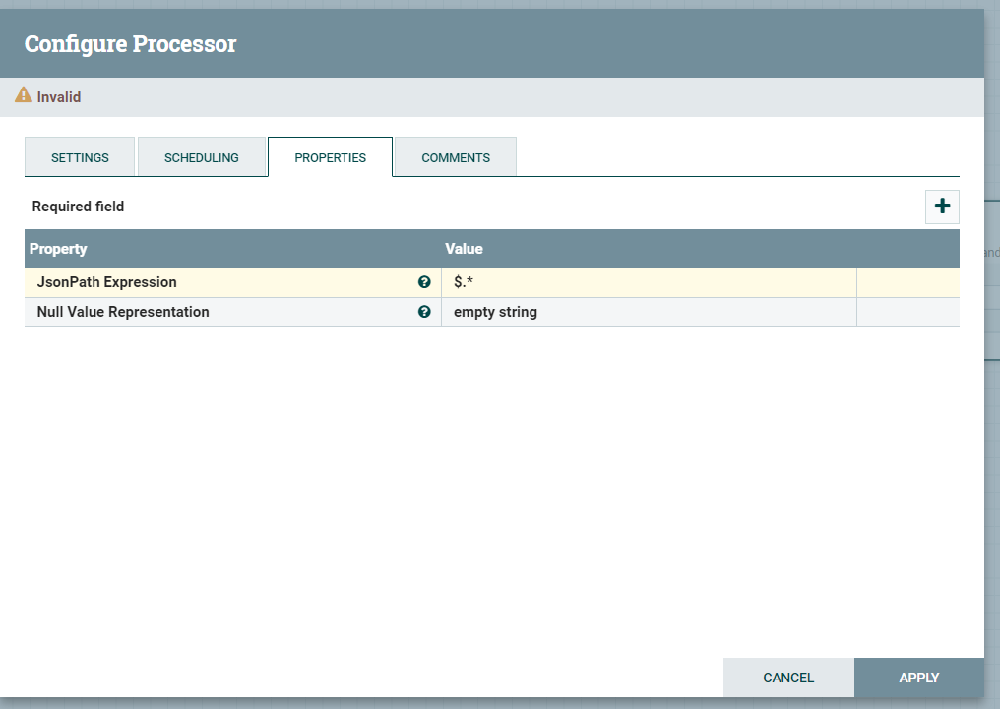 Configure Processor
Invalid
SETTINGS SCHEDULING PROPERTIES COMMENTS
Required field
Property Value
JsonPath Expression $.*
Null Value Representation empty string
CANCEL APPLY